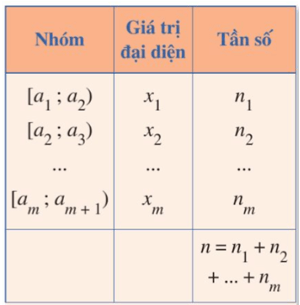 Nhóm Giá trị đại diện Tần số
[a₁ ; a₂) x₁ n₁
[a₂ ; a₃) x₂ n₂
... ... ...
[aₘ ; aₘ₊₁) xₘ nₘ
n = n₁ + n₂
+ ... + nₘ